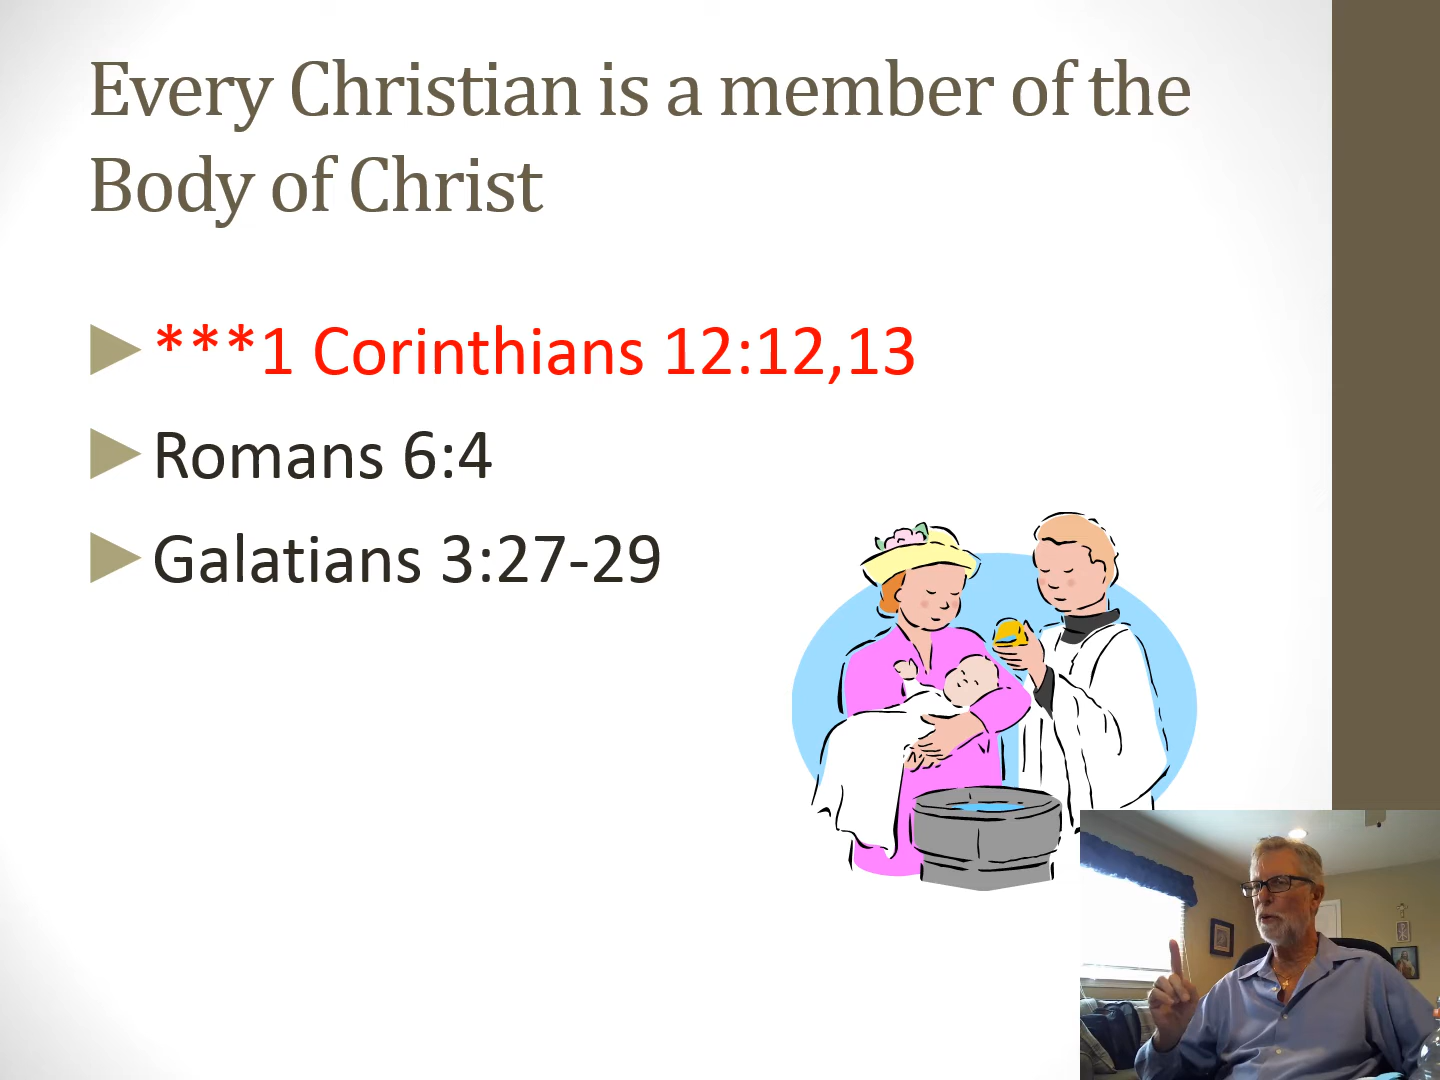 Every Christian is a member of the
Body of Christ
***1 Corinthians 12:12,13
Romans 6:4
Galatians 3:27-29